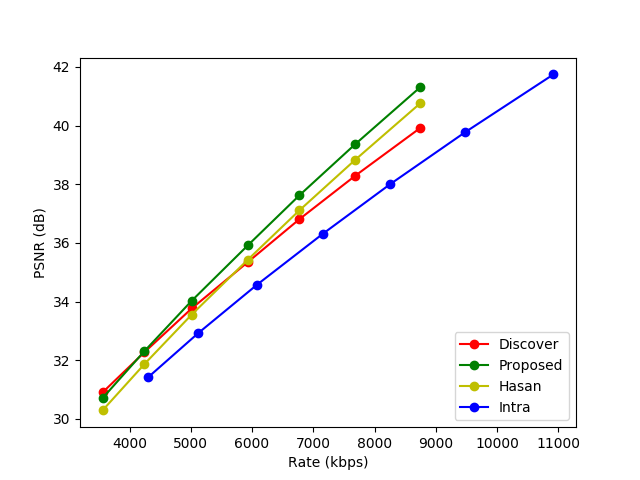 42
40
38
36
34
32
30
PSNR (dB)
4000 5000 6000 7000 8000 9000 10000 11000
Rate (kbps)
Discover
Proposed
Hasan
Intra